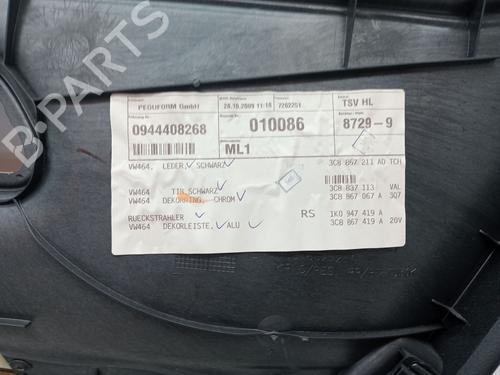 B-PARTS
PEGUFORM GmbH
28.10.2009 11:18
7262251
TSV HL
0944408268
010086
8729-9
ML1
VW464, LEDER, SCHWARZ 3C8 867 211 AD TCH
VW464 TIR,SCHWARZ 3C8 837 113 VAL
VW464 DEKORRING, CHROM 3C8 867 067 A 3Q7
RUECKSTRAHLER RS 1K0 947 419 A
VW464 DEKORLEISTE, ALU 3C8 867 419 A 20V